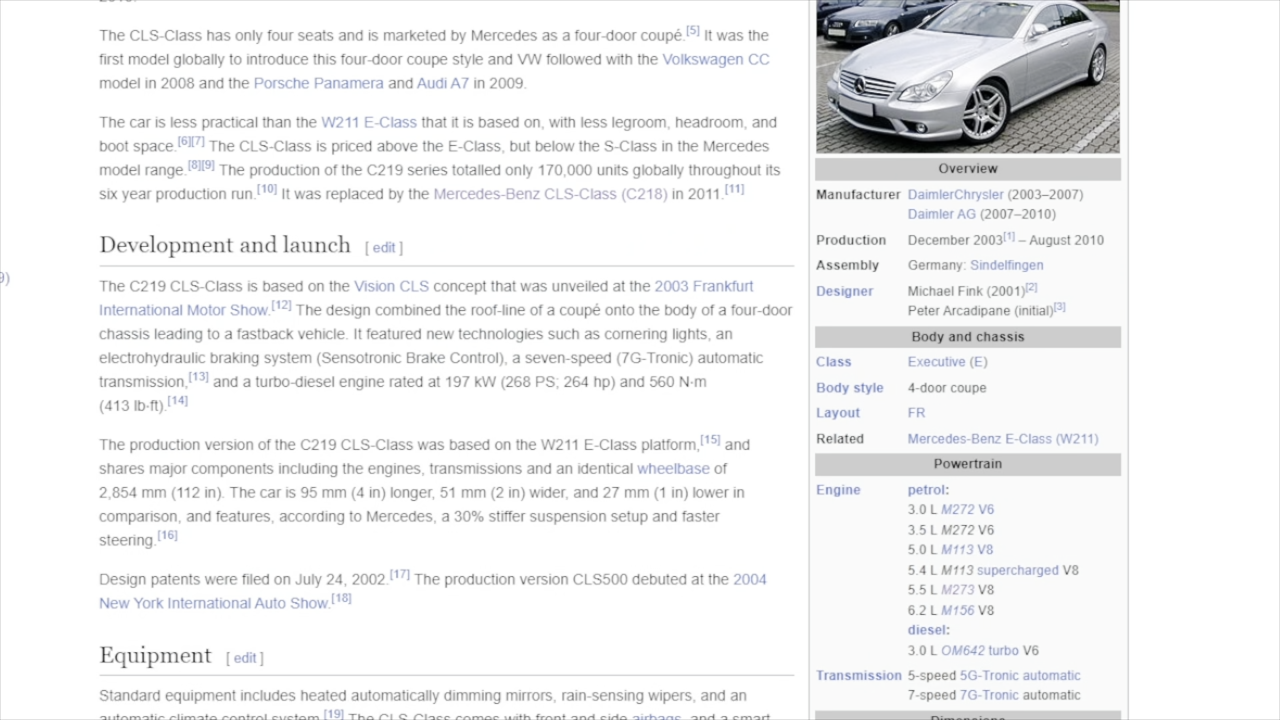 The CLS-Class has only four seats and is marketed by Mercedes as a four-door coupé.[5] It was the
first model globally to introduce this four-door coupe style and VW followed with the Volkswagen CC
model in 2008 and the Porsche Panamera and Audi A7 in 2009.
The car is less practical than the W211 E-Class that it is based on, with less legroom, headroom, and
boot space.[6][7] The CLS-Class is priced above the E-Class, but below the S-Class in the Mercedes
model range.[8][9] The production of the C219 series totalled only 170,000 units globally throughout its
six year production run.[10] It was replaced by the Mercedes-Benz CLS-Class (C218) in 2011.[11]
Development and launch [ edit ]
9)
The C219 CLS-Class is based on the Vision CLS concept that was unveiled at the 2003 Frankfurt
International Motor Show.[12] The design combined the roof-line of a coupé onto the body of a four-door
chassis leading to a fastback vehicle. It featured new technologies such as cornering lights, an
electrohydraulic braking system (Sensotronic Brake Control), a seven-speed (7G-Tronic) automatic
transmission,[13] and a turbo-diesel engine rated at 197 kW (268 PS; 264 hp) and 560 N·m
(413 lb·ft).[14]
The production version of the C219 CLS-Class was based on the W211 E-Class platform,[15] and
shares major components including the engines, transmissions and an identical wheelbase of
2,854 mm (112 in). The car is 95 mm (4 in) longer, 51 mm (2 in) wider, and 27 mm (1 in) lower in
comparison, and features, according to Mercedes, a 30% stiffer suspension setup and faster
steering.[16]
Design patents were filed on July 24, 2002.[17] The production version CLS500 debuted at the 2004
New York International Auto Show.[18]
Equipment [ edit ]
Standard equipment includes heated automatically dimming mirrors, rain-sensing wipers, and an
automatic climate control system.[19] The CLS-Class comes with front and side airbags, and a smart
Overview
Manufacturer DaimlerChrysler (2003–2007)
Daimler AG (2007–2010)
Production December 2003[1] – August 2010
Assembly Germany: Sindelfingen
Designer Michael Fink (2001)[2]
Peter Arcadipane (initial)[3]
Body and chassis
Class Executive (E)
Body style 4-door coupe
Layout FR
Related Mercedes-Benz E-Class (W211)
Powertrain
Engine petrol:
3.0 L M272 V6
3.5 L M272 V6
5.0 L M113 V8
5.4 L M113 supercharged V8
5.5 L M273 V8
6.2 L M156 V8
diesel:
3.0 L OM642 turbo V6
Transmission 5-speed 5G-Tronic automatic
7-speed 7G-Tronic automatic
Dimensions